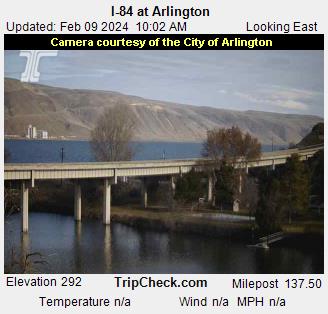 I-84 at Arlington
Updated: Feb 09 2024 10:02 AM Looking East
Camera courtesy of the City of Arlington
Elevation 292 TripCheck.com Milepost 137.50
Temperature n/a Wind n/a MPH n/a